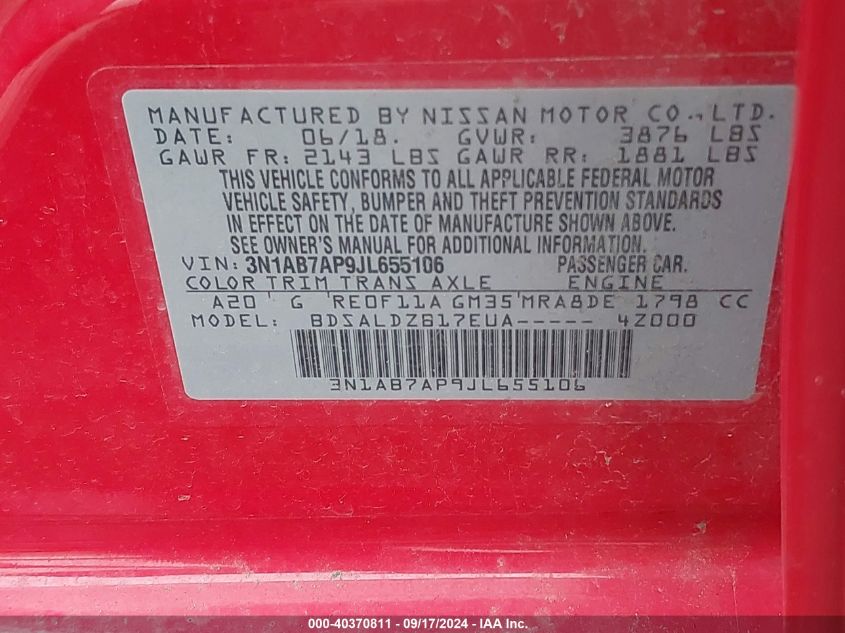 MANUFACTURED BY NISSAN MOTOR CO., LTD.
DATE: 06/18. GVWR: 3876 LBS
GAWR FR: 2143 LBS GAWR RR: 1881 LBS
THIS VEHICLE CONFORMS TO ALL APPLICABLE FEDERAL MOTOR
VEHICLE SAFETY, BUMPER AND THEFT PREVENTION STANDARDS
IN EFFECT ON THE DATE OF MANUFACTURE SHOWN ABOVE.
SEE OWNER'S MANUAL FOR ADDITIONAL INFORMATION.
VIN: 3N1AB7AP9JL655106 PASSENGER CAR.
COLOR TRIM TRANS AXLE ENGINE
A20 G RE0F11A GM35 MRA8DE 1798 CC
MODEL: BDSALDZB17EUA----- 4Z000
3N1AB7AP9JL655106
000-40370811 - 09/17/2024 - IAA Inc.